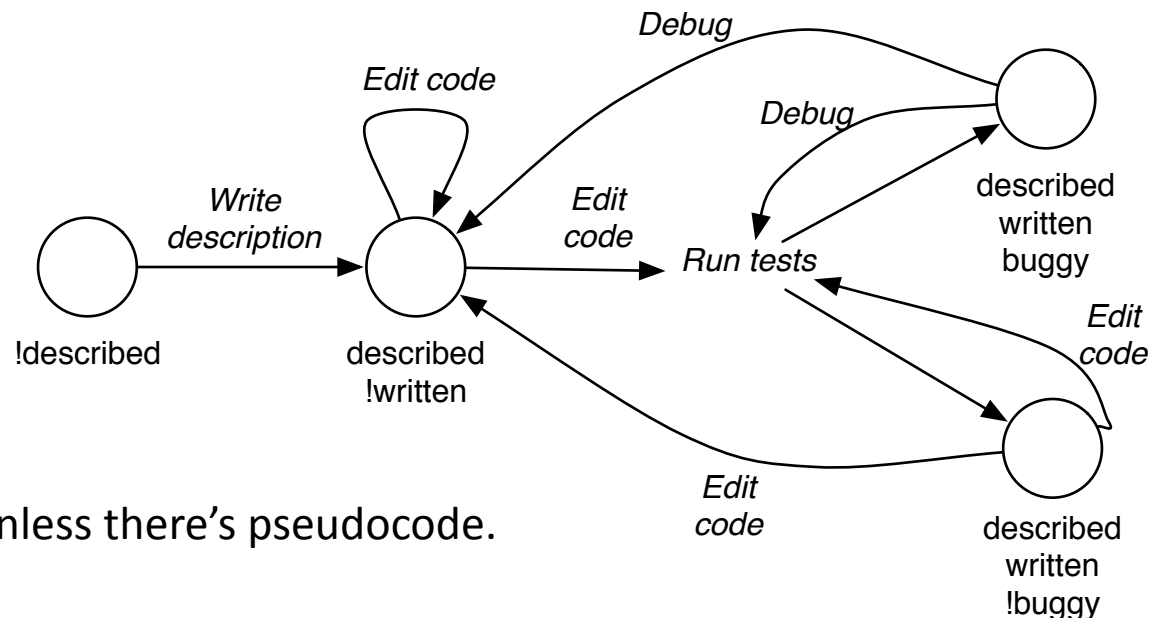 Debug
Edit code
Debug
Write
description
Edit
code
described
written
buggy
Run tests
!described
described
!written
Edit
code
Edit
code
nless there’s pseudocode.
described
written
!buggy